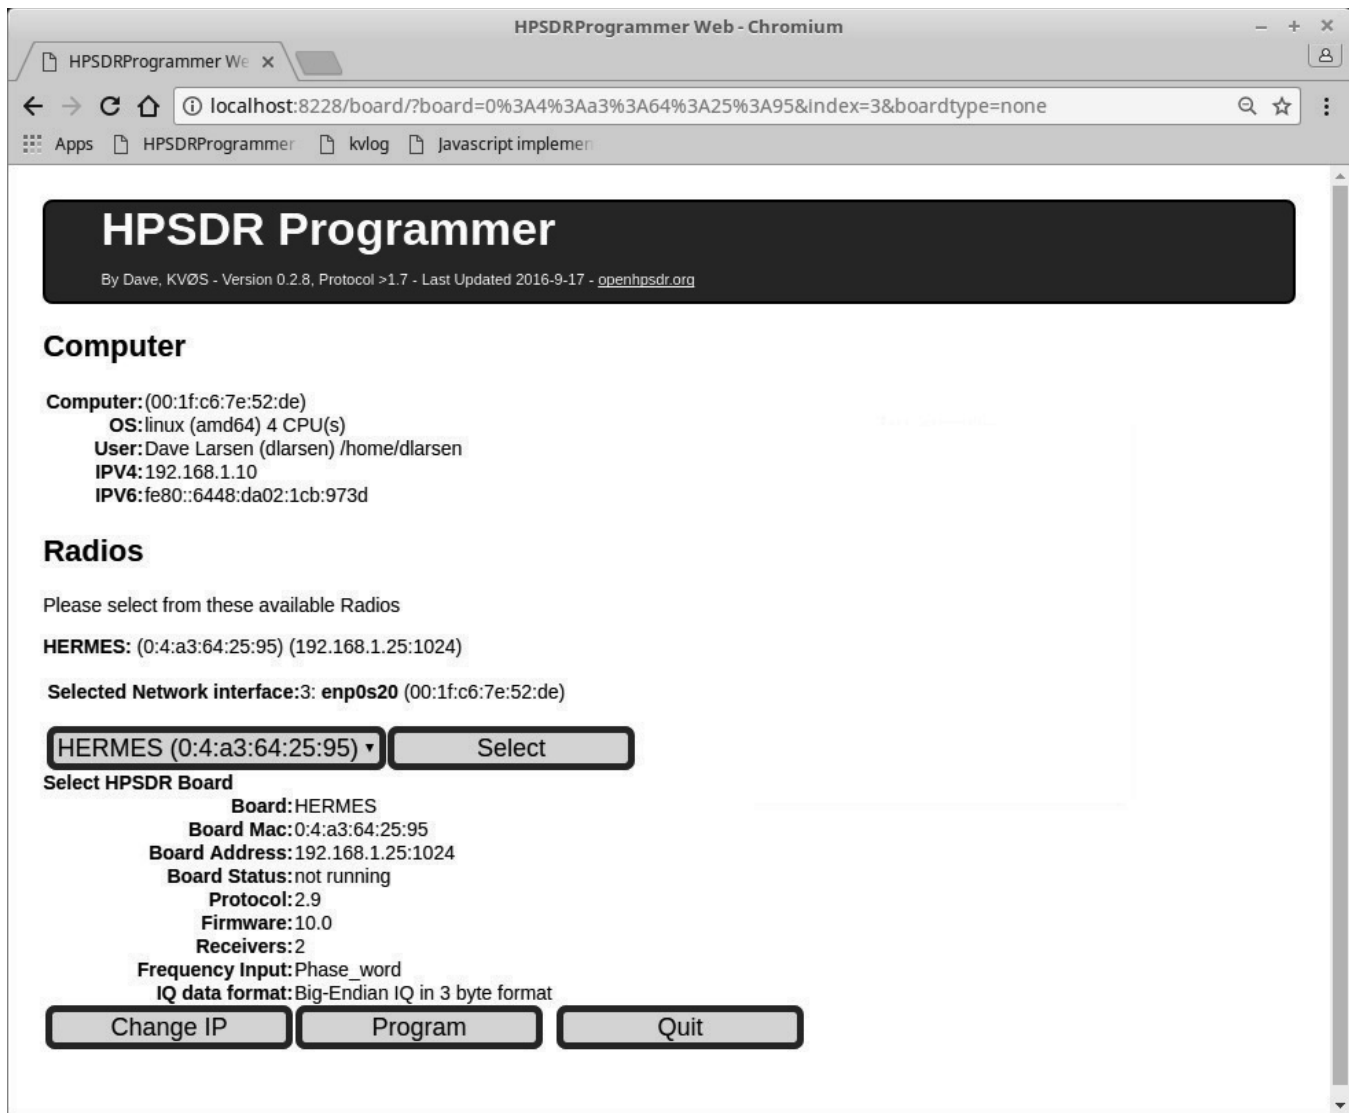 HPSDRProgrammer Web - Chromium
HPSDRProgrammer We
localhost:8228/board/?board=0%3A4%3Aa3%3A64%3A25%3A95&index=3&boardtype=none
Apps HPSDRProgrammer kvlog Javascript implemen
HPSDR Programmer
By Dave, KVØS - Version 0.2.8, Protocol >1.7 - Last Updated 2016-9-17 - openhpsdr.org
Computer
Computer:(00:1f:c6:7e:52:de)
OS:linux (amd64) 4 CPU(s)
User:Dave Larsen (dlarsen) /home/dlarsen
IPV4:192.168.1.10
IPV6:fe80::6448:da02:1cb:973d
Radios
Please select from these available Radios
HERMES: (0:4:a3:64:25:95) (192.168.1.25:1024)
Selected Network interface:3: enp0s20 (00:1f:c6:7e:52:de)
HERMES (0:4:a3:64:25:95) Select
Select HPSDR Board
Board:HERMES
Board Mac:0:4:a3:64:25:95
Board Address:192.168.1.25:1024
Board Status:not running
Protocol:2.9
Firmware:10.0
Receivers:2
Frequency Input:Phase_word
IQ data format:Big-Endian IQ in 3 byte format
Change IP Program Quit